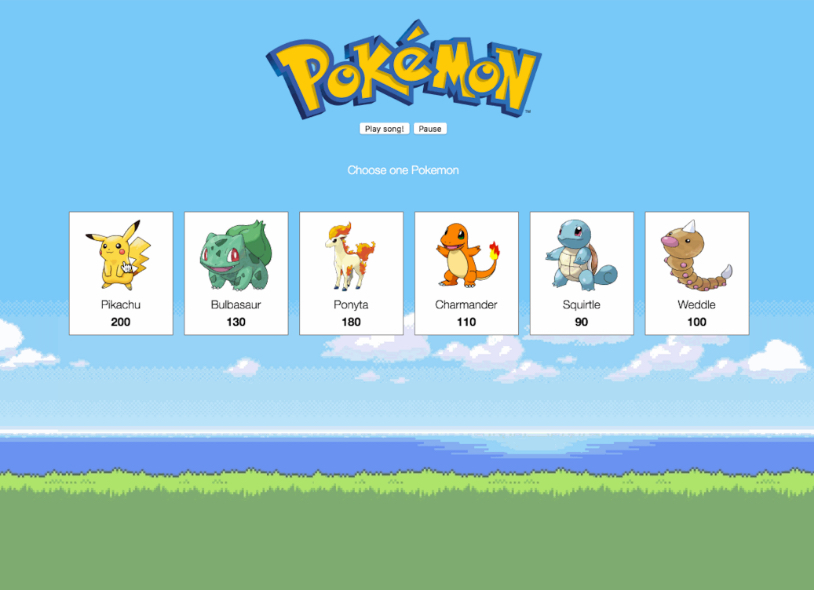 POKéMON
Play song! Pause
Choose one Pokemon
Pikachu Bulbasaur Ponyta Charmander Squirtle Weddle
200 130 180 110 90 100